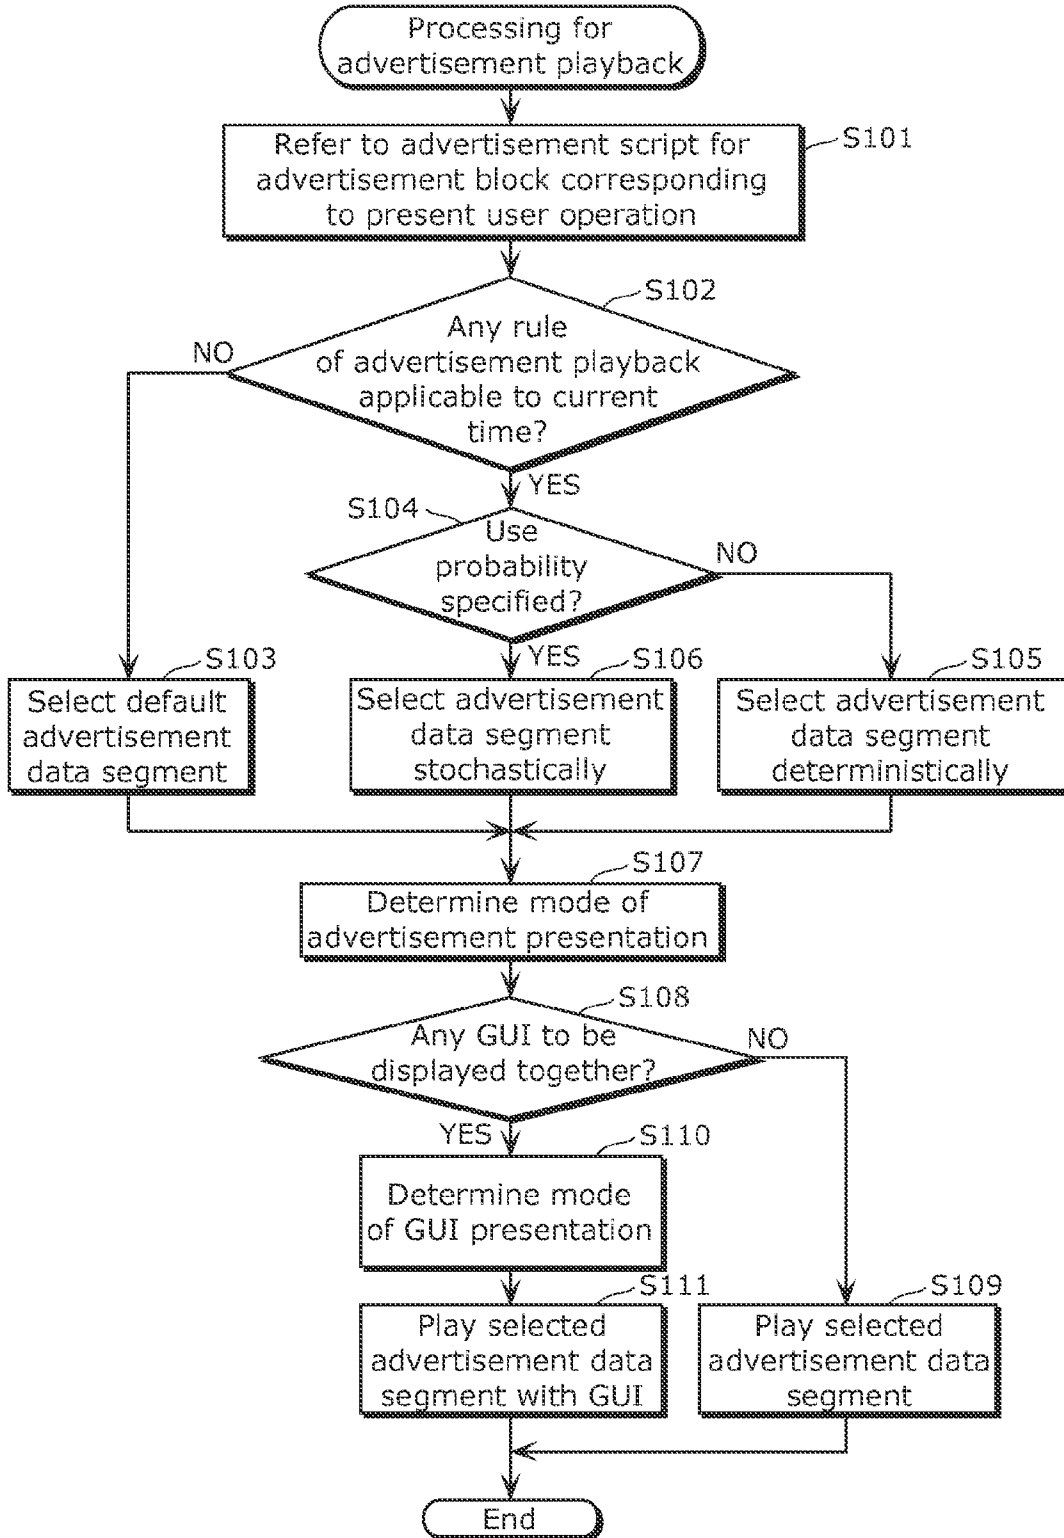 Processing for
advertisement playback
S101
Refer to advertisement script for
advertisement block corresponding
to present user operation
S102
Any rule
of advertisement playback
applicable to current
time?
NO
YES
S104
Use
probability
specified?
NO
YES
S103
Select default
advertisement
data segment
S106
Select advertisement
data segment
stochastically
S105
Select advertisement
data segment
deterministically
S107
Determine mode of
advertisement presentation
S108
Any GUI to be
displayed together?
NO
YES
S110
Determine mode
of GUI presentation
S111
Play selected
advertisement data
segment with GUI
S109
Play selected
advertisement data
segment
End